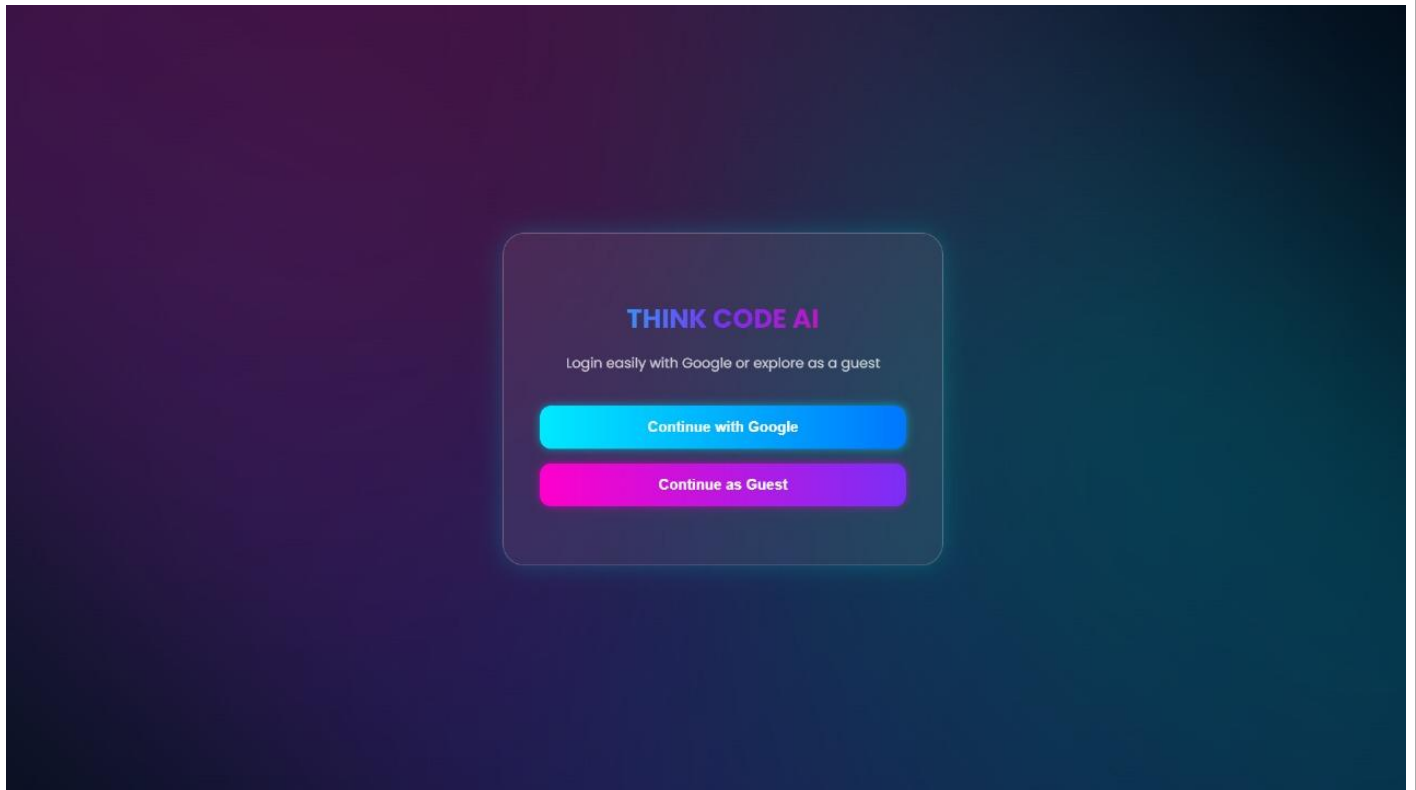 THINK CODE AI
Login easily with Google or explore as a guest
Continue with Google
Continue as Guest